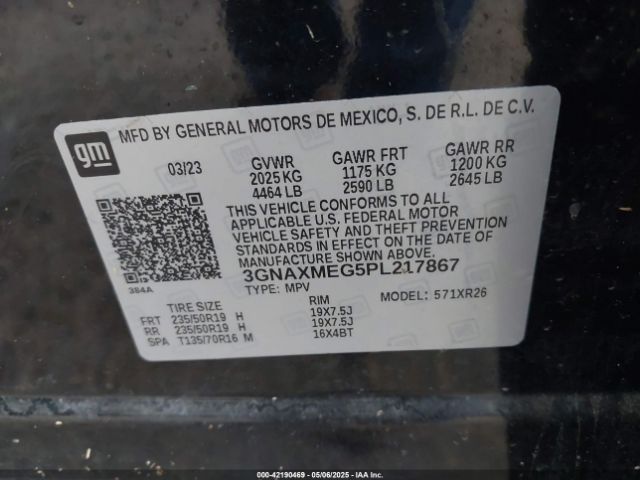 gm
MFD BY GENERAL MOTORS DE MEXICO, S. DE R.L. DE C.V.
03/23 GVWR GAWR FRT GAWR RR
2025 KG 1175 KG 1200 KG
4464 LB 2590 LB 2645 LB
THIS VEHICLE CONFORMS TO ALL
APPLICABLE U.S. FEDERAL MOTOR
VEHICLE SAFETY AND THEFT PREVENTION
STANDARDS IN EFFECT ON THE DATE OF
MANUFACTURE SHOWN ABOVE.
3GNAXMEG5PL217867
384A TYPE: MPV MODEL: 571XR26
TIRE SIZE RIM
FRT 235/50R19 H 19X7.5J
RR 235/50R19 H 19X7.5J
SPA T135/70R16 M 16X4BT
00-42190469 - 05/06/2025 - IAA Inc.